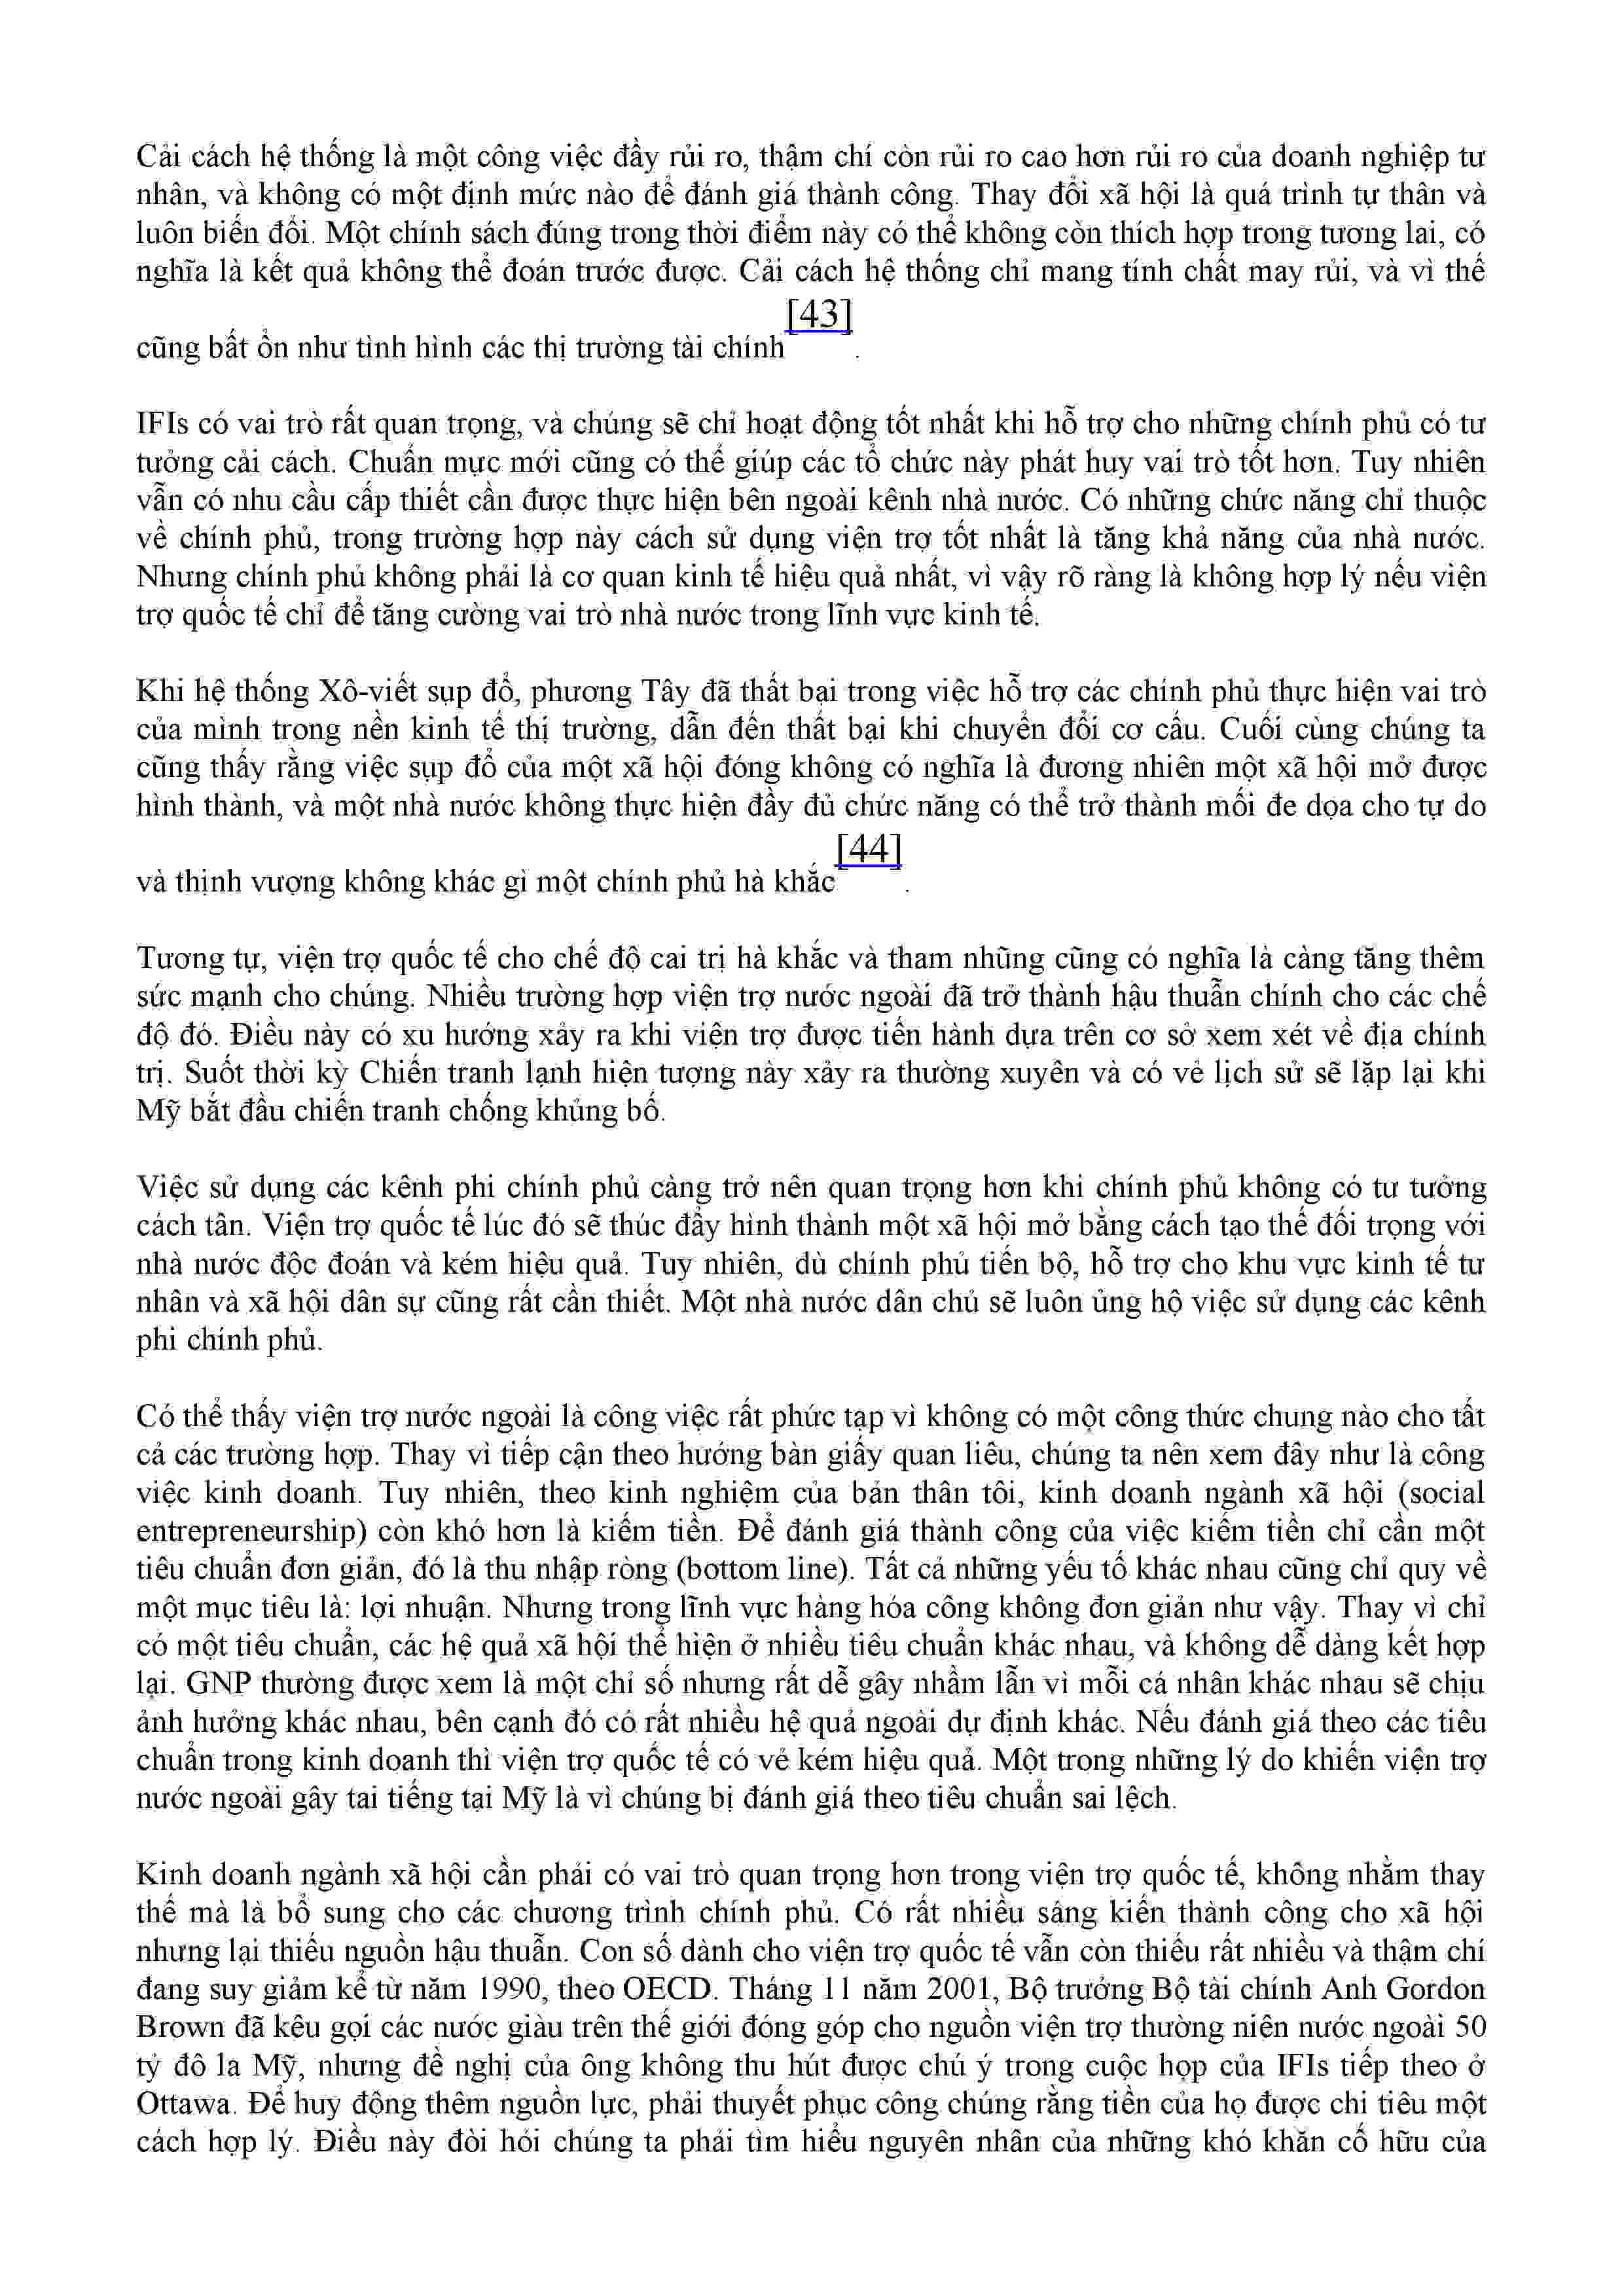 Cải cách hệ thống là một công việc đầy rủi ro, thậm chí còn rủi ro cao hơn rủi ro của doanh nghiệp tư
nhân, và không có một định mức nào để đánh giá thành công. Thay đổi xã hội là quá trình tự thân và
luôn biến đổi. Một chính sách đúng trong thời điểm này có thể không còn thích hợp trong tương lai, có
nghĩa là kết quả không thể đoán trước được. Cải cách hệ thống chỉ mang tính chất may rủi, và vì thế
cũng bất ổn như tình hình các thị trường tài chính[43].
IFIs có vai trò rất quan trọng, và chúng sẽ chỉ hoạt động tốt nhất khi hỗ trợ cho những chính phủ có tư
tưởng cải cách. Chuẩn mực mới cũng có thể giúp các tổ chức này phát huy vai trò tốt hơn. Tuy nhiên
vẫn có nhu cầu cấp thiết cần được thực hiện bên ngoài kênh nhà nước. Có những chức năng chỉ thuộc
về chính phủ, trong trường hợp này cách sử dụng viện trợ tốt nhất là tăng khả năng của nhà nước.
Nhưng chính phủ không phải là cơ quan kinh tế hiệu quả nhất, vì vậy rõ ràng là không hợp lý nếu viện
trợ quốc tế chỉ để tăng cường vai trò nhà nước trong lĩnh vực kinh tế.
Khi hệ thống Xô-viết sụp đổ, phương Tây đã thất bại trong việc hỗ trợ các chính phủ thực hiện vai trò
của mình trong nền kinh tế thị trường, dẫn đến thất bại khi chuyển đổi cơ cấu. Cuối cùng chúng ta
cũng thấy rằng việc sụp đổ của một xã hội đóng không có nghĩa là đương nhiên một xã hội mở được
hình thành, và một nhà nước không thực hiện đầy đủ chức năng có thể trở thành mối đe dọa cho tự do
và thịnh vượng không khác gì một chính phủ hà khắc[44].
Tương tự, viện trợ quốc tế cho chế độ cai trị hà khắc và tham nhũng cũng có nghĩa là càng tăng thêm
sức mạnh cho chúng. Nhiều trường hợp viện trợ nước ngoài đã trở thành hậu thuẫn chính cho các chế
độ đó. Điều này có xu hướng xảy ra khi viện trợ được tiến hành dựa trên cơ sở xem xét về địa chính
trị. Suốt thời kỳ Chiến tranh lạnh hiện tượng này xảy ra thường xuyên và có vẻ lịch sử sẽ lặp lại khi
Mỹ bắt đầu chiến tranh chống khủng bố.
Việc sử dụng các kênh phi chính phủ càng trở nên quan trọng hơn khi chính phủ không có tư tưởng
cách tân. Viện trợ quốc tế lúc đó sẽ thúc đẩy hình thành một xã hội mở bằng cách tạo thế đối trọng với
nhà nước độc đoán và kém hiệu quả. Tuy nhiên, dù chính phủ tiến bộ, hỗ trợ cho khu vực kinh tế tư
nhân và xã hội dân sự cũng rất cần thiết. Một nhà nước dân chủ sẽ luôn ủng hộ việc sử dụng các kênh
phi chính phủ.
Có thể thấy viện trợ nước ngoài là công việc rất phức tạp vì không có một công thức chung nào cho tất
cả các trường hợp. Thay vì tiếp cận theo hướng bàn giấy quan liêu, chúng ta nên xem đây như là công
việc kinh doanh. Tuy nhiên, theo kinh nghiệm của bản thân tôi, kinh doanh ngành xã hội (social
entrepreneurship) còn khó hơn là kiếm tiền. Để đánh giá thành công của việc kiếm tiền chỉ cần một
tiêu chuẩn đơn giản, đó là thu nhập ròng (bottom line). Tất cả những yếu tố khác nhau cũng chỉ quy về
một mục tiêu là: lợi nhuận. Nhưng trong lĩnh vực hàng hóa công không đơn giản như vậy. Thay vì chỉ
có một tiêu chuẩn, các hệ quả xã hội thể hiện ở nhiều tiêu chuẩn khác nhau, và không dễ dàng kết hợp
lại. GNP thường được xem là một chỉ số nhưng rất dễ gây nhầm lẫn vì mỗi cá nhân khác nhau sẽ chịu
ảnh hưởng khác nhau, bên cạnh đó có rất nhiều hệ quả ngoài dự định khác. Nếu đánh giá theo các tiêu
chuẩn trong kinh doanh thì viện trợ quốc tế có vẻ kém hiệu quả. Một trong những lý do khiến viện trợ
nước ngoài gây tai tiếng tại Mỹ là vì chúng bị đánh giá theo tiêu chuẩn sai lệch.
Kinh doanh ngành xã hội cần phải có vai trò quan trọng hơn trong viện trợ quốc tế, không nhằm thay
thế mà là bổ sung cho các chương trình chính phủ. Có rất nhiều sáng kiến thành công cho xã hội
nhưng lại thiếu nguồn hậu thuẫn. Con số dành cho viện trợ quốc tế vẫn còn thiếu rất nhiều và thậm chí
đang suy giảm kể từ năm 1990, theo OECD. Tháng 11 năm 2001, Bộ trưởng Bộ tài chính Anh Gordon
Brown đã kêu gọi các nước giàu trên thế giới đóng góp cho nguồn viện trợ thường niên nước ngoài 50
tỷ đô la Mỹ, nhưng đề nghị của ông không thu hút được chú ý trong cuộc họp của IFIs tiếp theo ở
Ottawa. Để huy động thêm nguồn lực, phải thuyết phục công chúng rằng tiền của họ được chi tiêu một
cách hợp lý. Điều này đòi hỏi chúng ta phải tìm hiểu nguyên nhân của những khó khăn cố hữu của